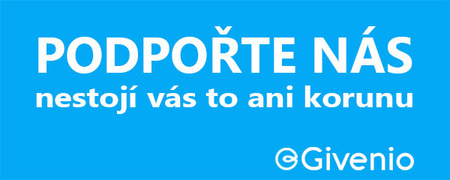 PODPOŘTE NÁS
nestojí vás to ani korunu
Givenio